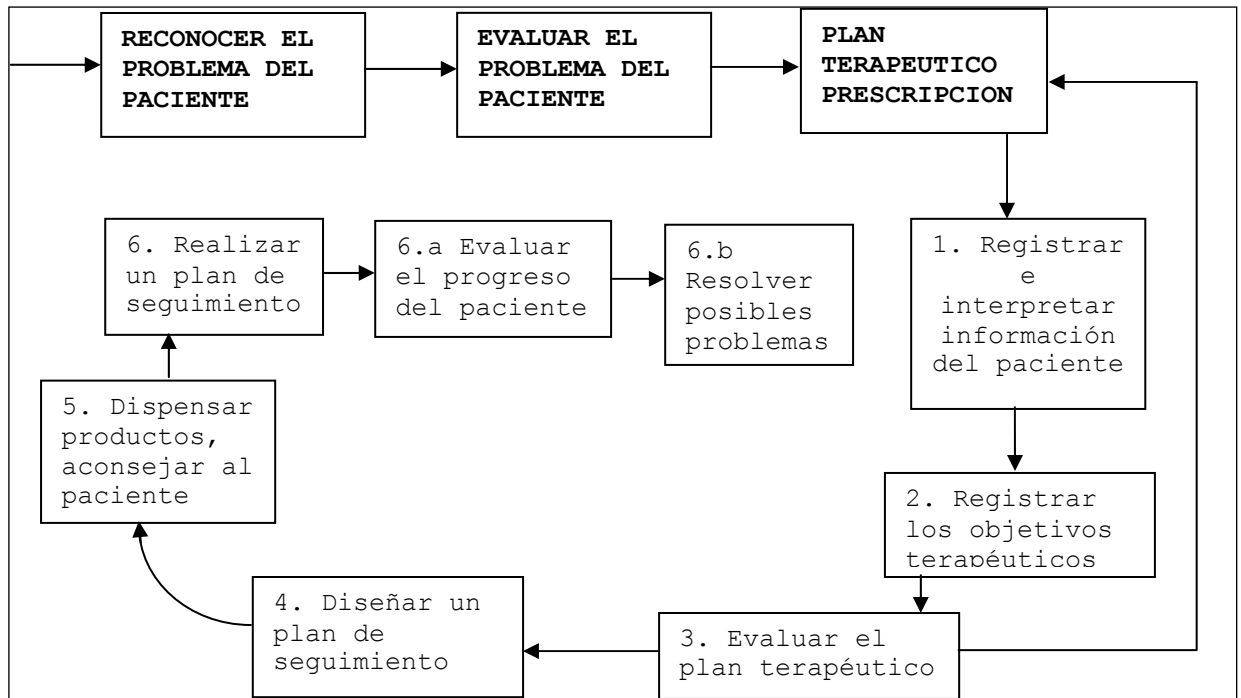 RECONOCER EL
PROBLEMA DEL
PACIENTE
EVALUAR EL
PROBLEMA DEL
PACIENTE
PLAN
TERAPEUTICO
PRESCRIPCION
1. Registrar
e
interpretar
información
del paciente
2. Registrar
los objetivos
terapéuticos
3. Evaluar el
plan terapéutico
4. Diseñar un
plan de
seguimiento
5. Dispensar
productos,
aconsejar al
paciente
6. Realizar
un plan de
seguimiento
6.a Evaluar
el progreso
del paciente
6.b
Resolver
posibles
problemas